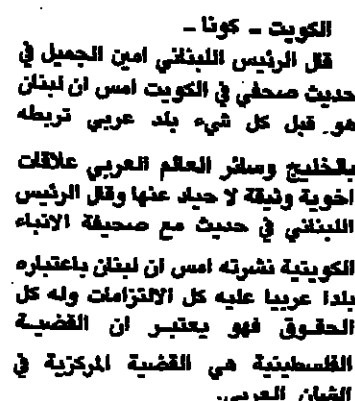 الكويت ـ كونا ـ
قال الرئيس اللبناني امين الجميل في
حديث صحفي في الكويت امس ان لبنان
هو. قبل كل شيء بلد عربي تربطه
بالخليج وسائر العالم العربي علاقات
اخوية وثيقة لا حياد عنها وقال الرئيس
اللبناني في حديث مع صحيفة الانباء
الكويتية نشرته امس ان لبنان باعتباره
بلدا عربيا عليه كل الالتزامات وله كل
الحقوق فهو يعتبر ان القضية
الفلسطينية هي القضية المركزية في
الشان العربي.